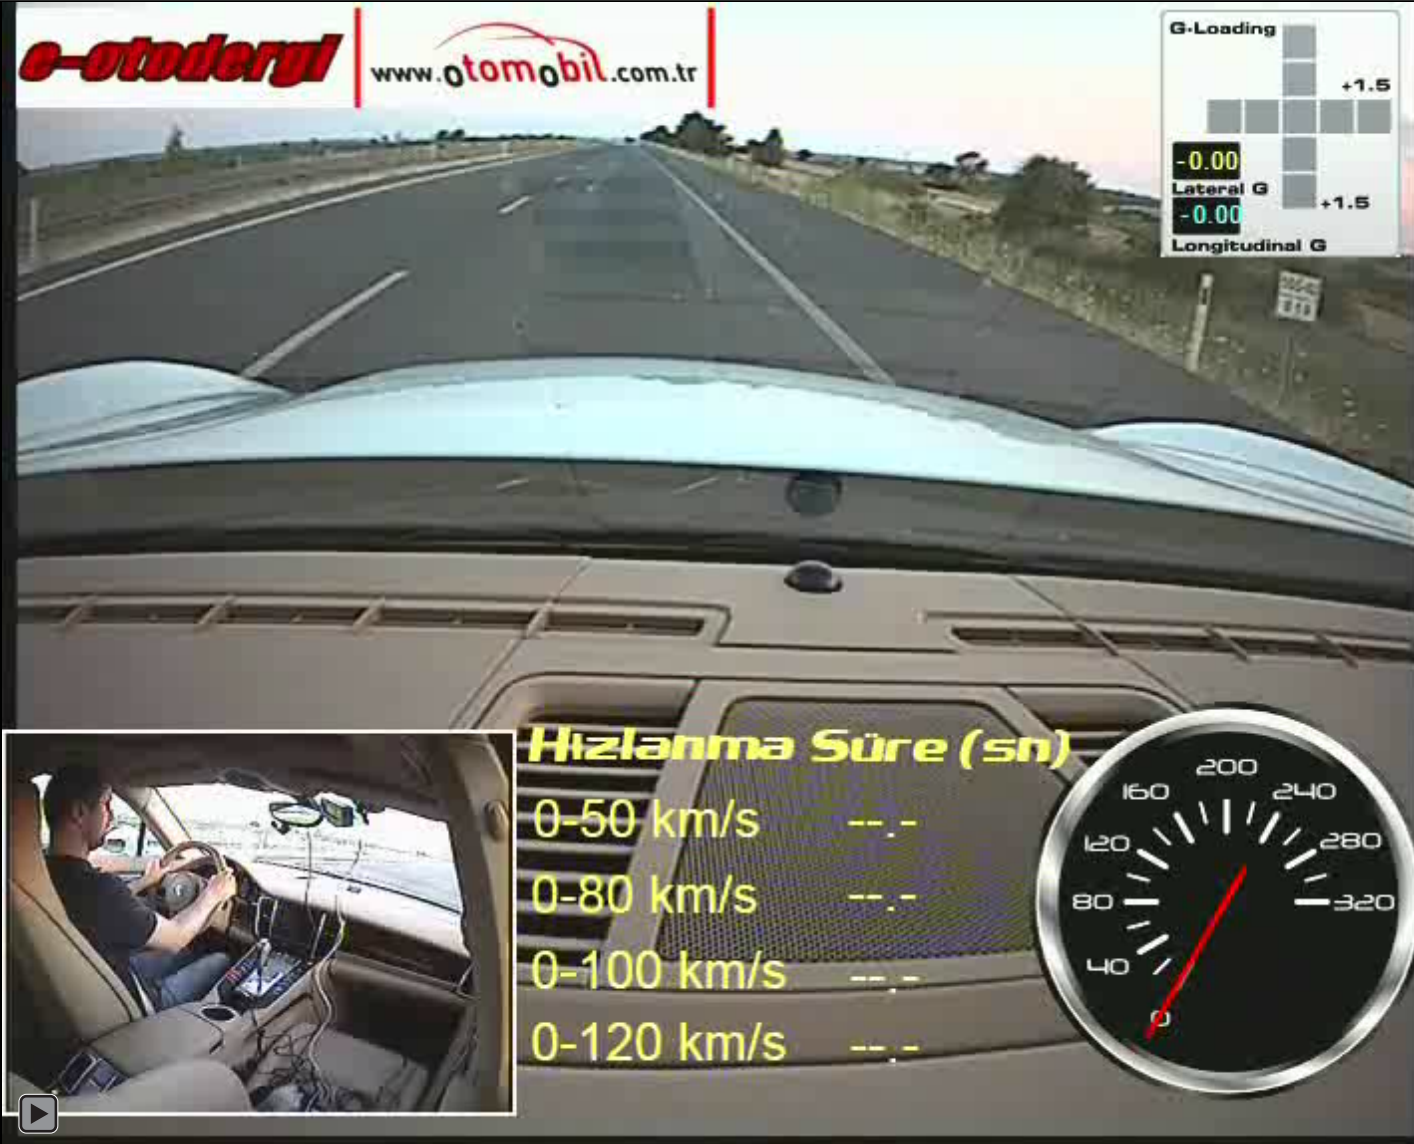 e-otodergi
www.otomobil.com.tr
G-Loading
+1.5
-0.00
Lateral G
+1.5
-0.00
Longitudinal G
Hızlanma Süre (sn)
0-50 km/s --.-
0-80 km/s --.-
0-100 km/s --.-
0-120 km/s --.-
200
160
240
120
280
80
320
40
0